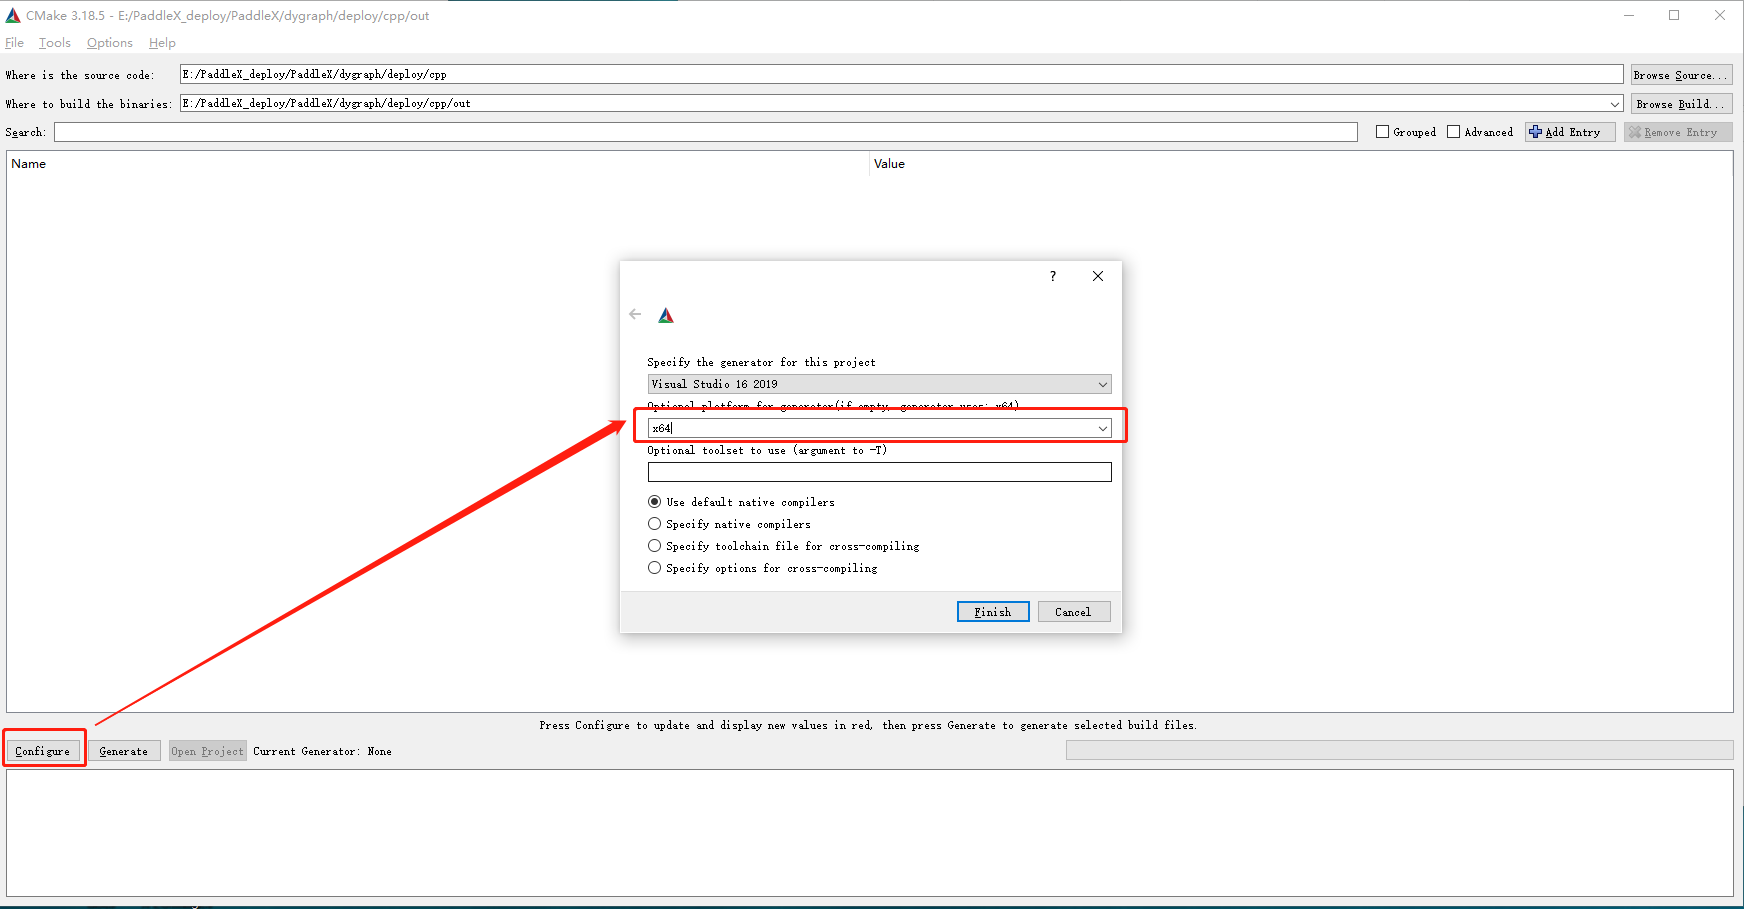 CMake 3.18.5 - E:/PaddleX_deploy/PaddleX/dygraph/deploy/cpp/out
File Tools Options Help
Where is the source code: E:/PaddleX_deploy/PaddleX/dygraph/deploy/cpp Browse Source...
Where to build the binaries: E:/PaddleX_deploy/PaddleX/dygraph/deploy/cpp/out Browse Build...
Search: Grouped Advanced Add Entry Remove Entry
Name Value
?
Specify the generator for this project
Visual Studio 16 2019
Optional platform for generator(if empty, generator uses: x64)
x64
Optional toolset to use (argument to -T)
Use default native compilers
Specify native compilers
Specify toolchain file for cross-compiling
Specify options for cross-compiling
Finish Cancel
Press Configure to update and display new values in red, then press Generate to generate selected build files.
Configure Generate Open Project Current Generator: None